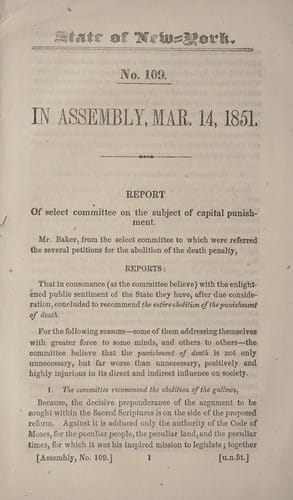 State of New=York.
No. 109.
IN ASSEMBLY, MAR. 14, 1851.
REPORT
Of select committee on the subject of capital punish-
ment.
Mr. Baker, from the select committee to which were referred
the several petitions for the abolition of the death penalty,
REPORTS:
That in consonance (as the committee believe) with the enlight-
ened public sentiment of the State they have, after due conside-
ration, concluded to recommend the entire abolition of the punishment
of death.
For the following reasons—some of them addressing themselves
with greater force to some minds, and others to others—the
committee believe that the punishment of death is not only
unnecessary, but far worse than unnecessary, positively and
highly injurious in its direct and indirect influence on society.
1. The committee recommend the abolition of the gallows,
Because, the decisive preponderance of the argument to be
sought within the Sacred Scriptures is on the side of the proposed
reform. Against it is adduced only the authority of the Code of
Moses, for the peculiar people, the peculiar land, and the peculiar
times, for which it was his inspired mission to legislate; together
[Assembly, No. 109.] 1 [u.n.5t.]